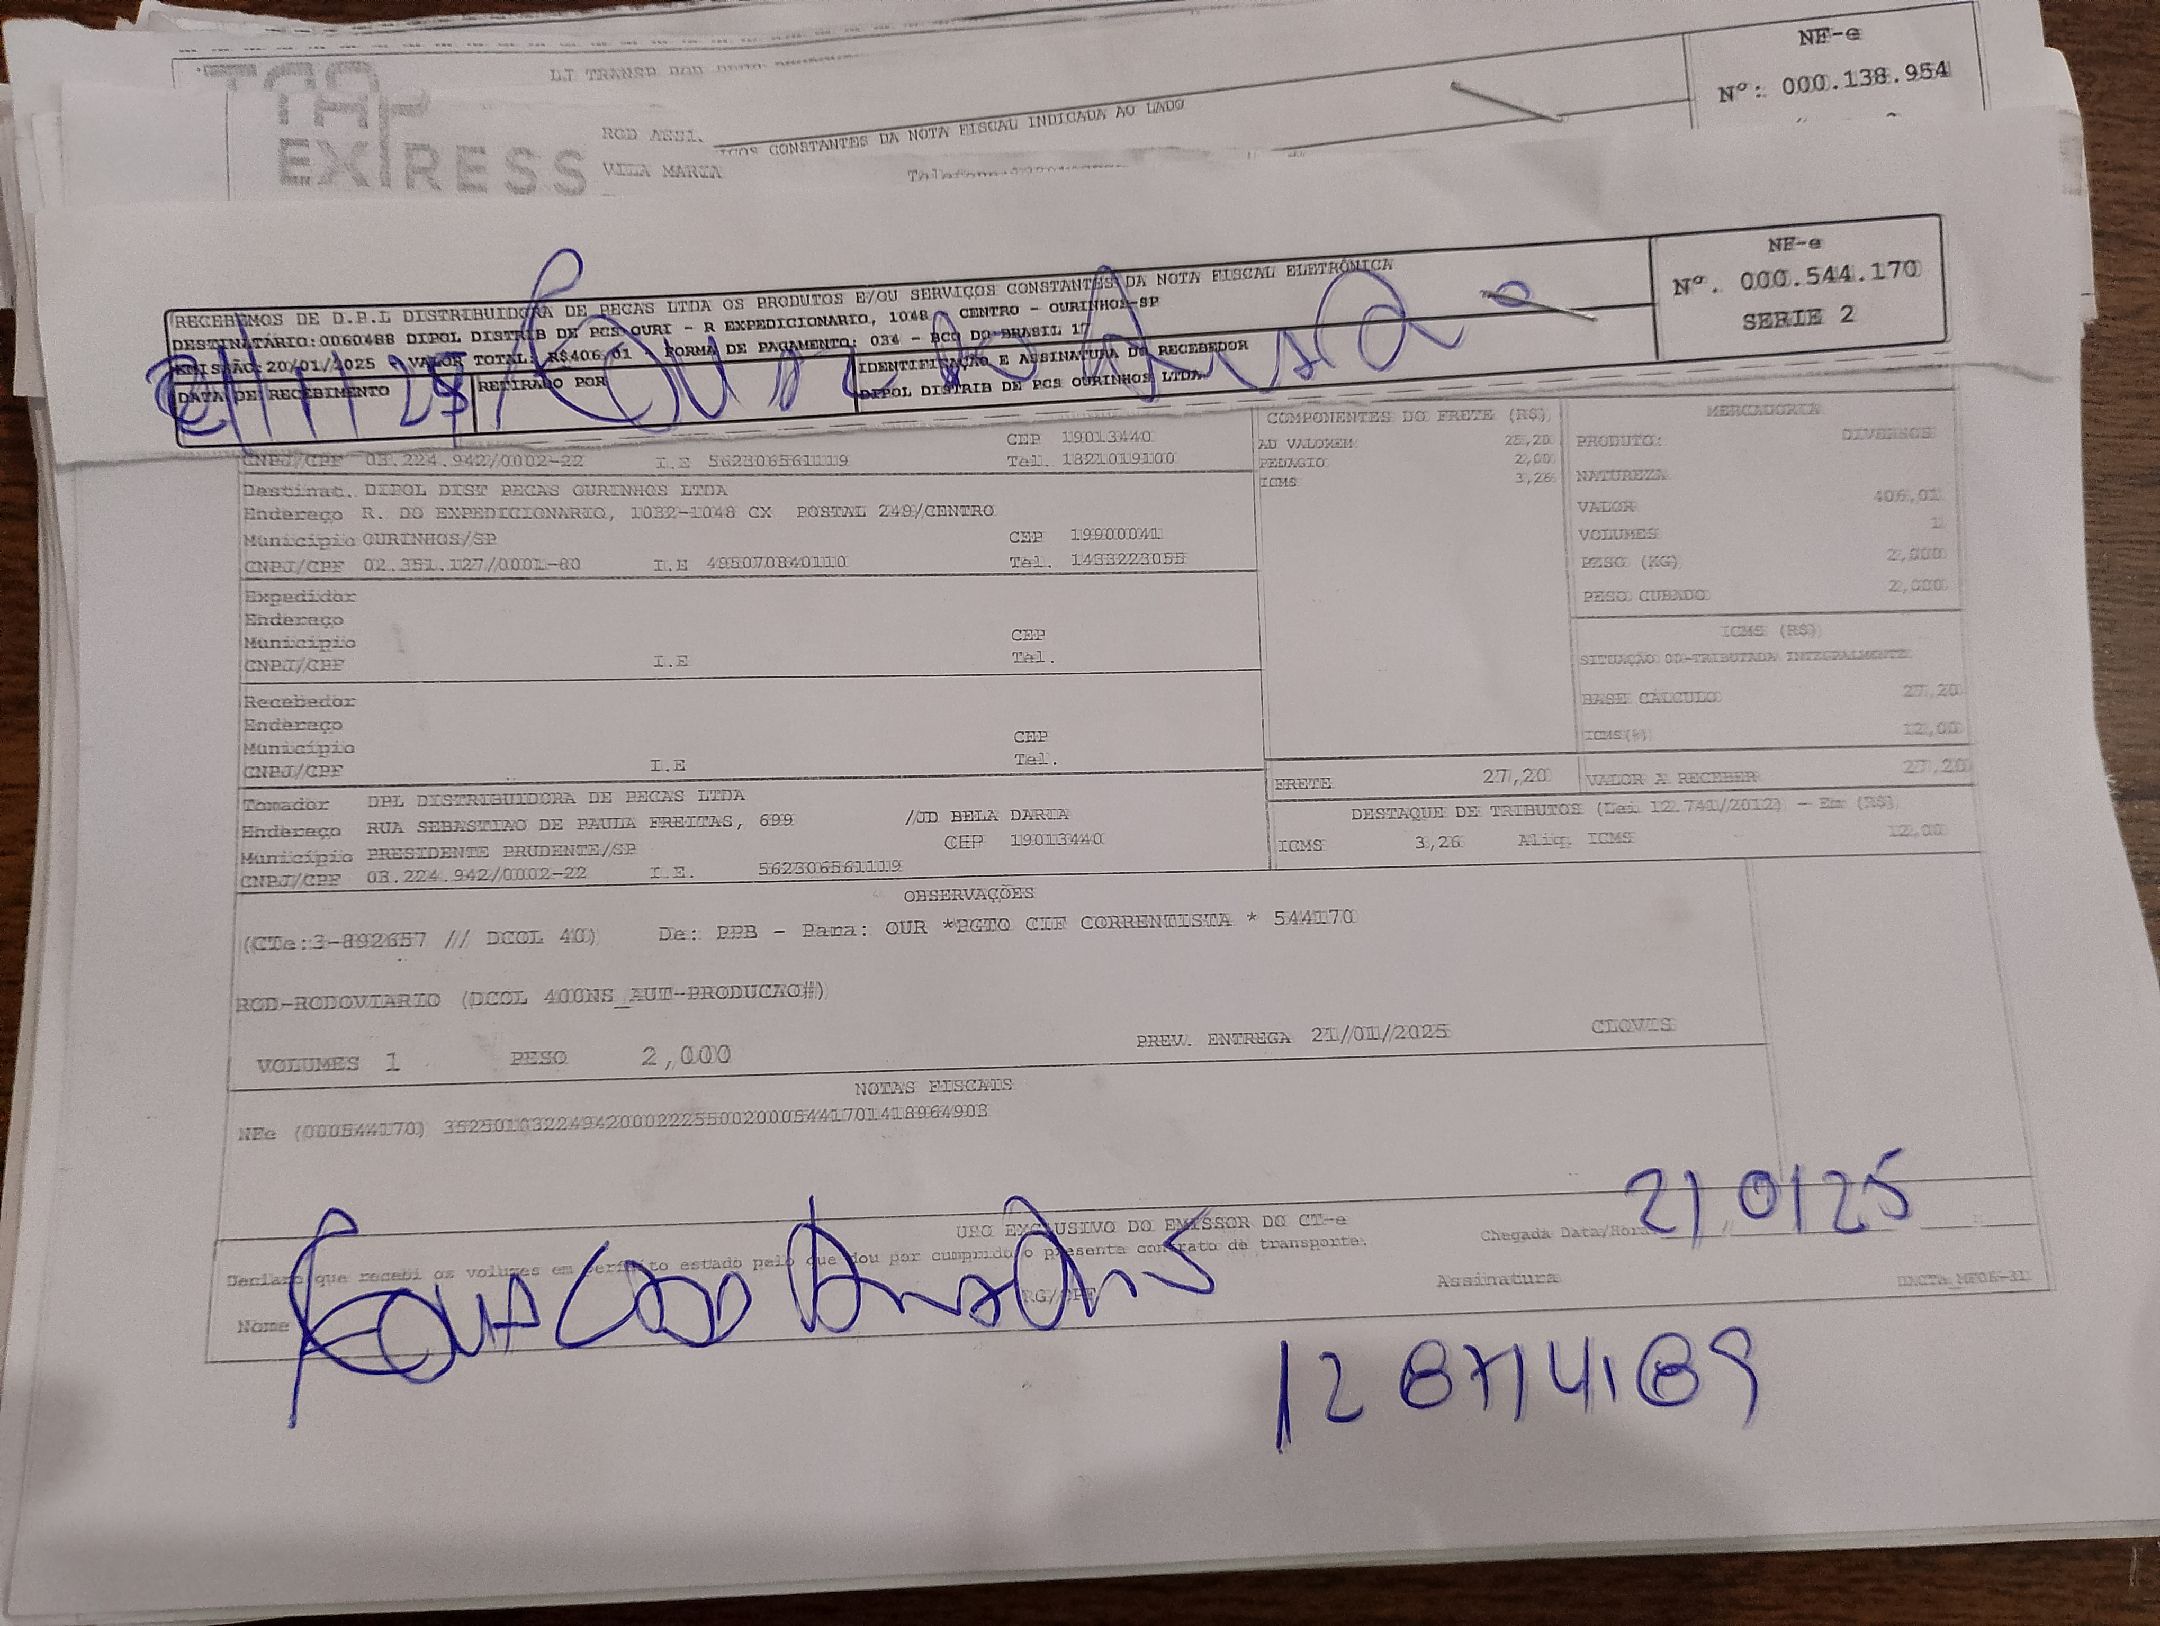 NF-e
Nº: 000.138.954
TAP
EXPRESS
LJ TRANSP ROD
ROD ASSI.
CONSTANTES DA NOTA FISCAL INDICADA AO LADO
VILA MARIA
RECEBEMOS DE D.P.L DISTRIBUIDORA DE PECAS LTDA OS PRODUTOS E/OU SERVIÇOS CONSTANTES DA NOTA FISCAL ELETRÔNICA
DESTINATÁRIO:0060488 DIPOL DISTRIB DE PCS OURI - R EXPEDICIONARIO, 1048 - CENTRO - OURINHOS-SP
EMISSÃO:20/01/2025 VALOR TOTAL: R$406,01 FORMA DE PAGAMENTO: 034 - BCO DO BRASIL 17
DATA DE RECEBIMENTO
RETIRADO POR
IDENTIFICAÇÃO E ASSINATURA DO RECEBEDOR
DIPOL DISTRIB DE PCS OURINHOS LTDA
NF-e
Nº. 000.544.170
SERIE 2
CEP 19013440
CNPJ/CPF 03.224.942/0002-22 I.E 562306561119 Tel. 1821019100
Destinat. DIPOL DIST PECAS OURINHOS LTDA
Endereço R. DO EXPEDICIONARIO, 1032-1048 CX POSTAL 249/CENTRO
Município OURINHOS/SP CEP 19900041
CNPJ/CPF 02.351.127/0001-80 I.E 495070840110 Tel. 1433223055
Expedidor
Endereço
Município CEP
CNPJ/CPF I.E Tel.
Recebedor
Endereço
Município CEP
CNPJ/CPF I.E Tel.
Tomador DPL DISTRIBUIDORA DE PECAS LTDA
Endereço RUA SEBASTIAO DE PAULA FREITAS, 699 /JD BELA DARIA
Município PRESIDENTE PRUDENTE/SP CEP 19013440
CNPJ/CPF 03.224.942/0002-22 I.E. 562306561119
COMPONENTES DO FRETE (R$)
AD VALOREM 25,20
PEDAGIO 2,00
ICMS 3,26
MERCADORIA
PRODUTO: DIVERSOS
NATUREZA
VALOR 406,01
VOLUMES 1
PESO (KG) 2,000
PESO CUBADO 2,000
ICMS (R$)
SITUAÇÃO 00-TRIBUTADA INTEGRALMENTE
BASE CÁLCULO 27,20
ICMS(%) 12,00
FRETE 27,20 VALOR A RECEBER 27,20
DESTAQUE DE TRIBUTOS (Lei 12.741/2012) - Em (R$)
ICMS 3,26 Aliq. ICMS 12,00
OBSERVAÇÕES
(CTe:3-892657 // DCOL 40) De: PPB - Para: OUR *PGTO CIF CORRENTISTA * 544170
ROD-RODOVIARIO (DCOL 400NS_AUT-PRODUCAO#)
VOLUMES 1 PESO 2,000 PREV. ENTREGA 21/01/2025 CLOVIS
NOTAS FISCAIS
NFe (000544170) 35250103224942000222550020005441701418964903
USO EXCLUSIVO DO EMISSOR DO CT-e
Declaro que recebi os volumes em perfeito estado pelo que dou por cumprido o presente contrato de transporte.
Chegada Data/Hora 21 01 25
Nome RG/CPF Assinatura